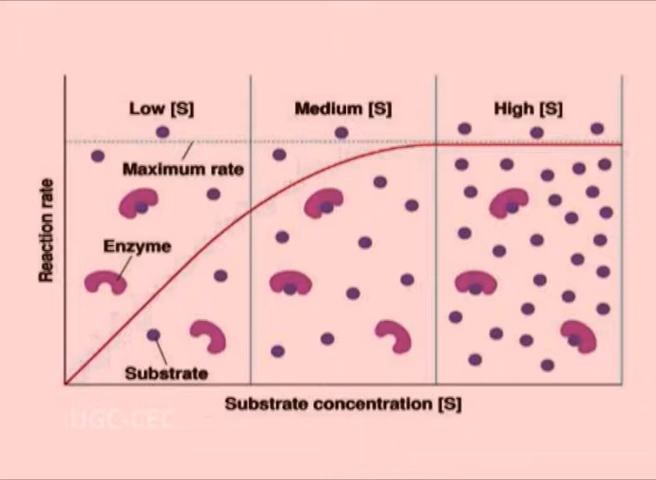 Low [S]
Medium [S]
High [S]
Maximum rate
Reaction rate
Enzyme
Substrate
Substrate concentration [S]
UGC-CEC